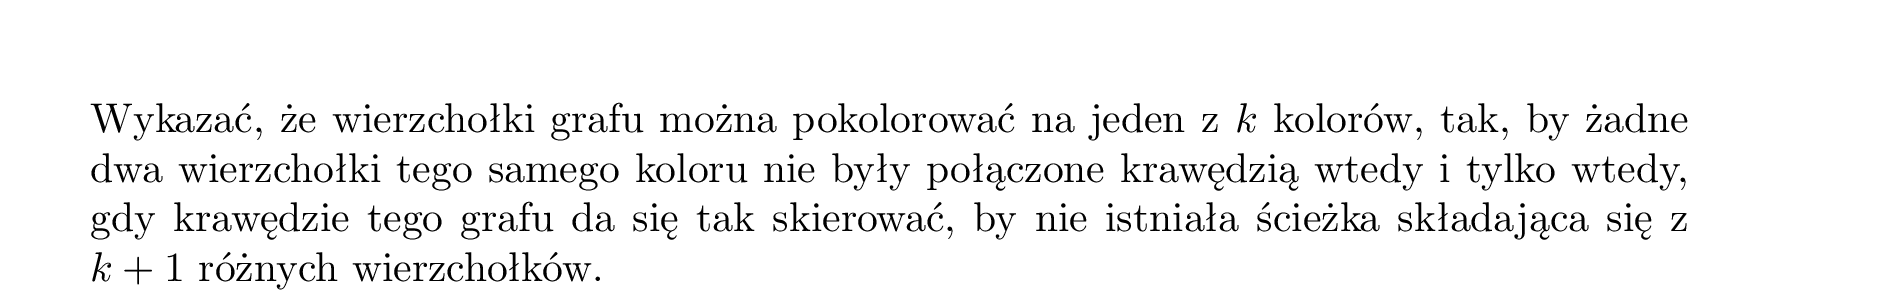 Wykazać, że wierzchołki grafu można pokolorować na jeden z k kolorów, tak, by żadne
dwa wierzchołki tego samego koloru nie były połączone krawędzią wtedy i tylko wtedy,
gdy krawędzie tego grafu da się tak skierować, by nie istniała ścieżka składająca się z
k + 1 różnych wierzchołków.